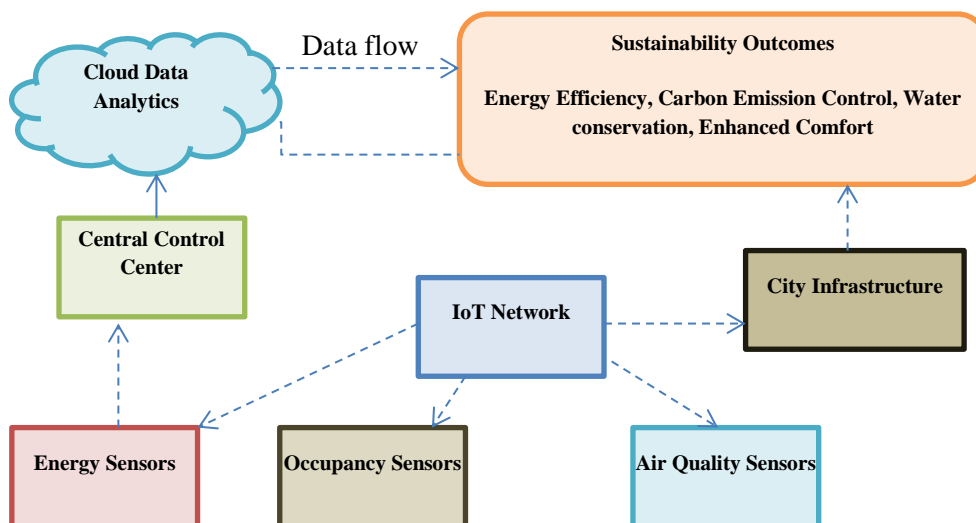 Data flow
Cloud Data
Analytics
Sustainability Outcomes
Energy Efficiency, Carbon Emission Control, Water
conservation, Enhanced Comfort
Central Control
Center
IoT Network
City Infrastructure
Energy Sensors
Occupancy Sensors
Air Quality Sensors